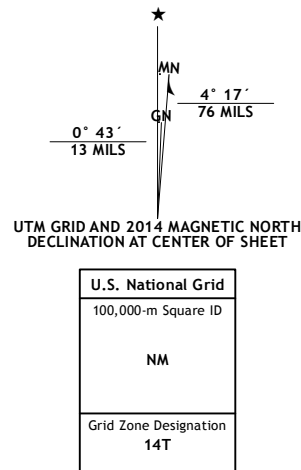 ★
MN
4° 17´
76 MILS
GN
0° 43´
13 MILS
UTM GRID AND 2014 MAGNETIC NORTH
DECLINATION AT CENTER OF SHEET
U.S. National Grid
100,000-m Square ID
NM
Grid Zone Designation
14T